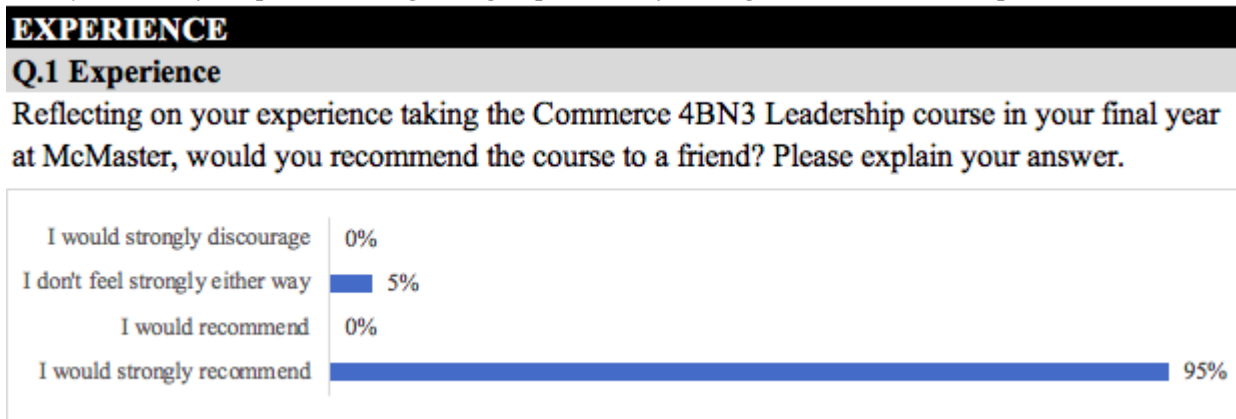 EXPERIENCE
Q.1 Experience
Reflecting on your experience taking the Commerce 4BN3 Leadership course in your final year
at McMaster, would you recommend the course to a friend? Please explain your answer.
I would strongly discourage 0%
I don't feel strongly either way 5%
I would recommend 0%
I would strongly recommend 95%